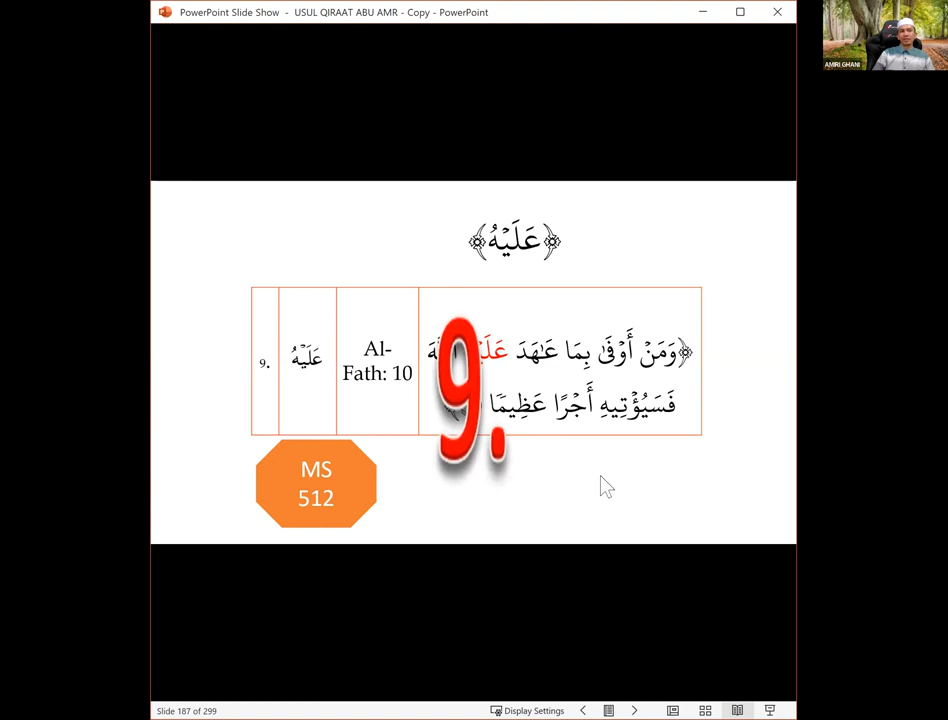 PowerPoint Slide Show - USUL QIRAAT ABU AMR - Copy - PowerPoint
AMIRI GHANI
﴿عَلَيۡهُ﴾
9.
عَلَيۡهُ
Al-
Fath: 10
﴿وَمَنۡ أَوۡفَىٰ بِمَا عَٰهَدَ
فَسَيُؤۡتِيهِ أَجۡرًا عَظِيمٗا
9.
MS
512
Slide 187 of 299
Display Settings